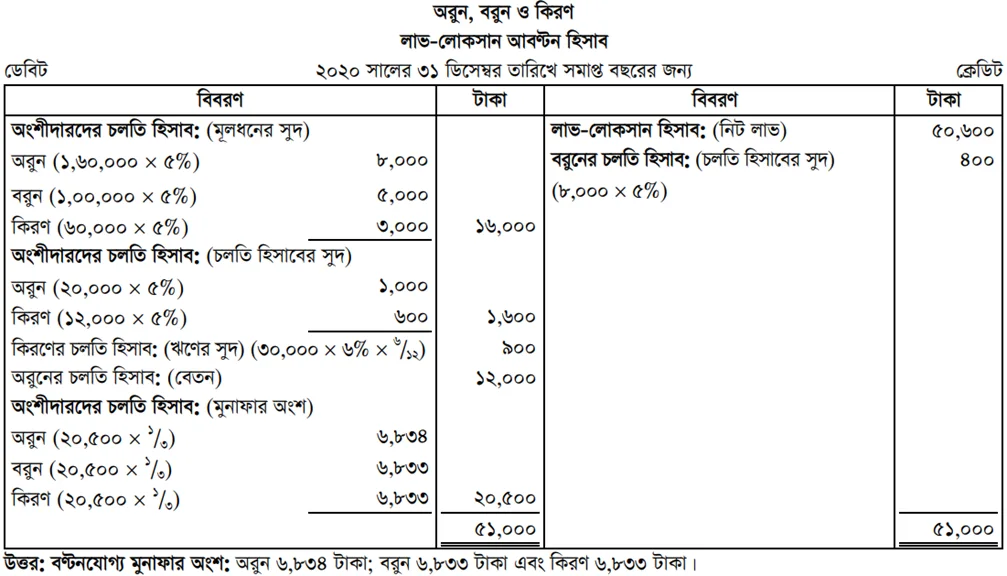 অরুন, বরুন ও কিরণ
লাভ-লোকসান আবণ্টন হিসাব
ডেবিট ২০২০ সালের ৩১ ডিসেম্বর তারিখে সমাপ্ত বছরের জন্য ক্রেডিট
বিবরণ টাকা বিবরণ টাকা
অংশীদারদের চলতি হিসাব: (মূলধনের সুদ) লাভ-লোকসান হিসাব: (নিট লাভ) ৫০,৬০০
অরুন (১,৬০,০০০ × ৫%) ৮,০০০ বরুনের চলতি হিসাব: (চলতি হিসাবের সুদ) ৪০০
বরুন (১,০০,০০০ × ৫%) ৫,০০০ (৮,০০০ × ৫%)
কিরণ (৬০,০০০ × ৫%) ৩,০০০ ১৬,০০০
অংশীদারদের চলতি হিসাব: (চলতি হিসাবের সুদ)
অরুন (২০,০০০ × ৫%) ১,০০০
কিরণ (১২,০০০ × ৫%) ৬০০ ১,৬০০
কিরণের চলতি হিসাব: (ঋণের সুদ) (৩০,০০০ × ৬% × ৬/১২) ৯০০
অরুনের চলতি হিসাব: (বেতন) ১২,০০০
অংশীদারদের চলতি হিসাব: (মুনাফার অংশ)
অরুন (২০,৫০০ × ১/৩) ৬,৮৩৪
বরুন (২০,৫০০ × ১/৩) ৬,৮৩৩
কিরণ (২০,৫০০ × ১/৩) ৬,৮৩৩ ২০,৫০০
৫১,০০০ ৫১,০০০
উত্তর: বণ্টনযোগ্য মুনাফার অংশ: অরুন ৬,৮৩৪ টাকা; বরুন ৬,৮৩৩ টাকা এবং কিরণ ৬,৮৩৩ টাকা।